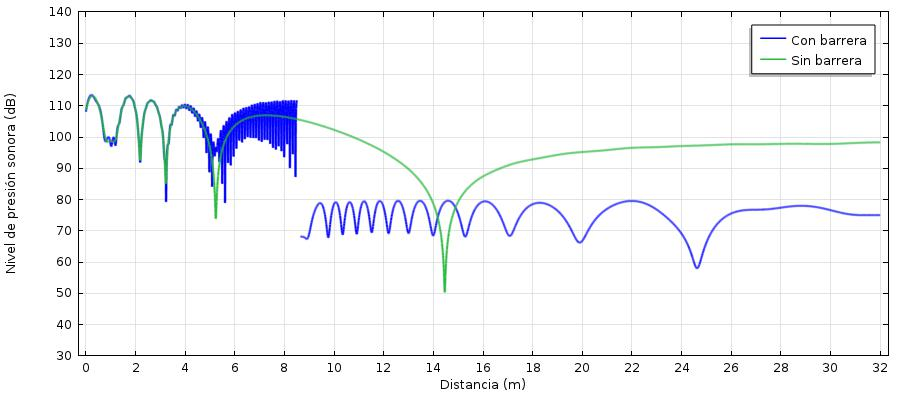 140
130
120
110
100
90
80
70
60
50
40
30
Nivel de presión sonora (dB)
Con barrera
Sin barrera
0 2 4 6 8 10 12 14 16 18 20 22 24 26 28 30 32
Distancia (m)